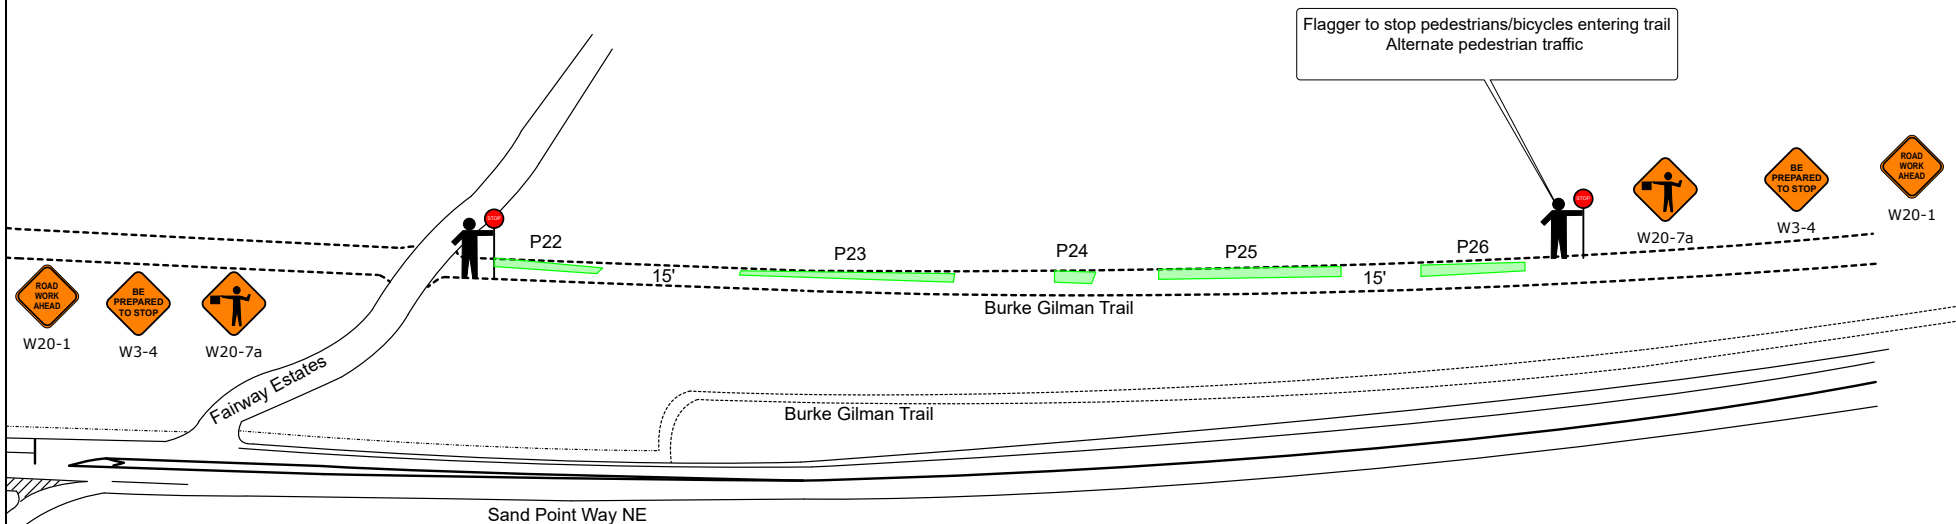 Flagger to stop pedestrians/bicycles entering trail
Alternate pedestrian traffic
ROAD
WORK
AHEAD
W20-1
BE
PREPARED
TO STOP
W3-4
W20-7a
STOP
P22
15'
P23
P24
P25
15'
P26
STOP
W20-7a
BE
PREPARED
TO STOP
W3-4
ROAD
WORK
AHEAD
W20-1
Burke Gilman Trail
Fairway Estates
Burke Gilman Trail
Sand Point Way NE